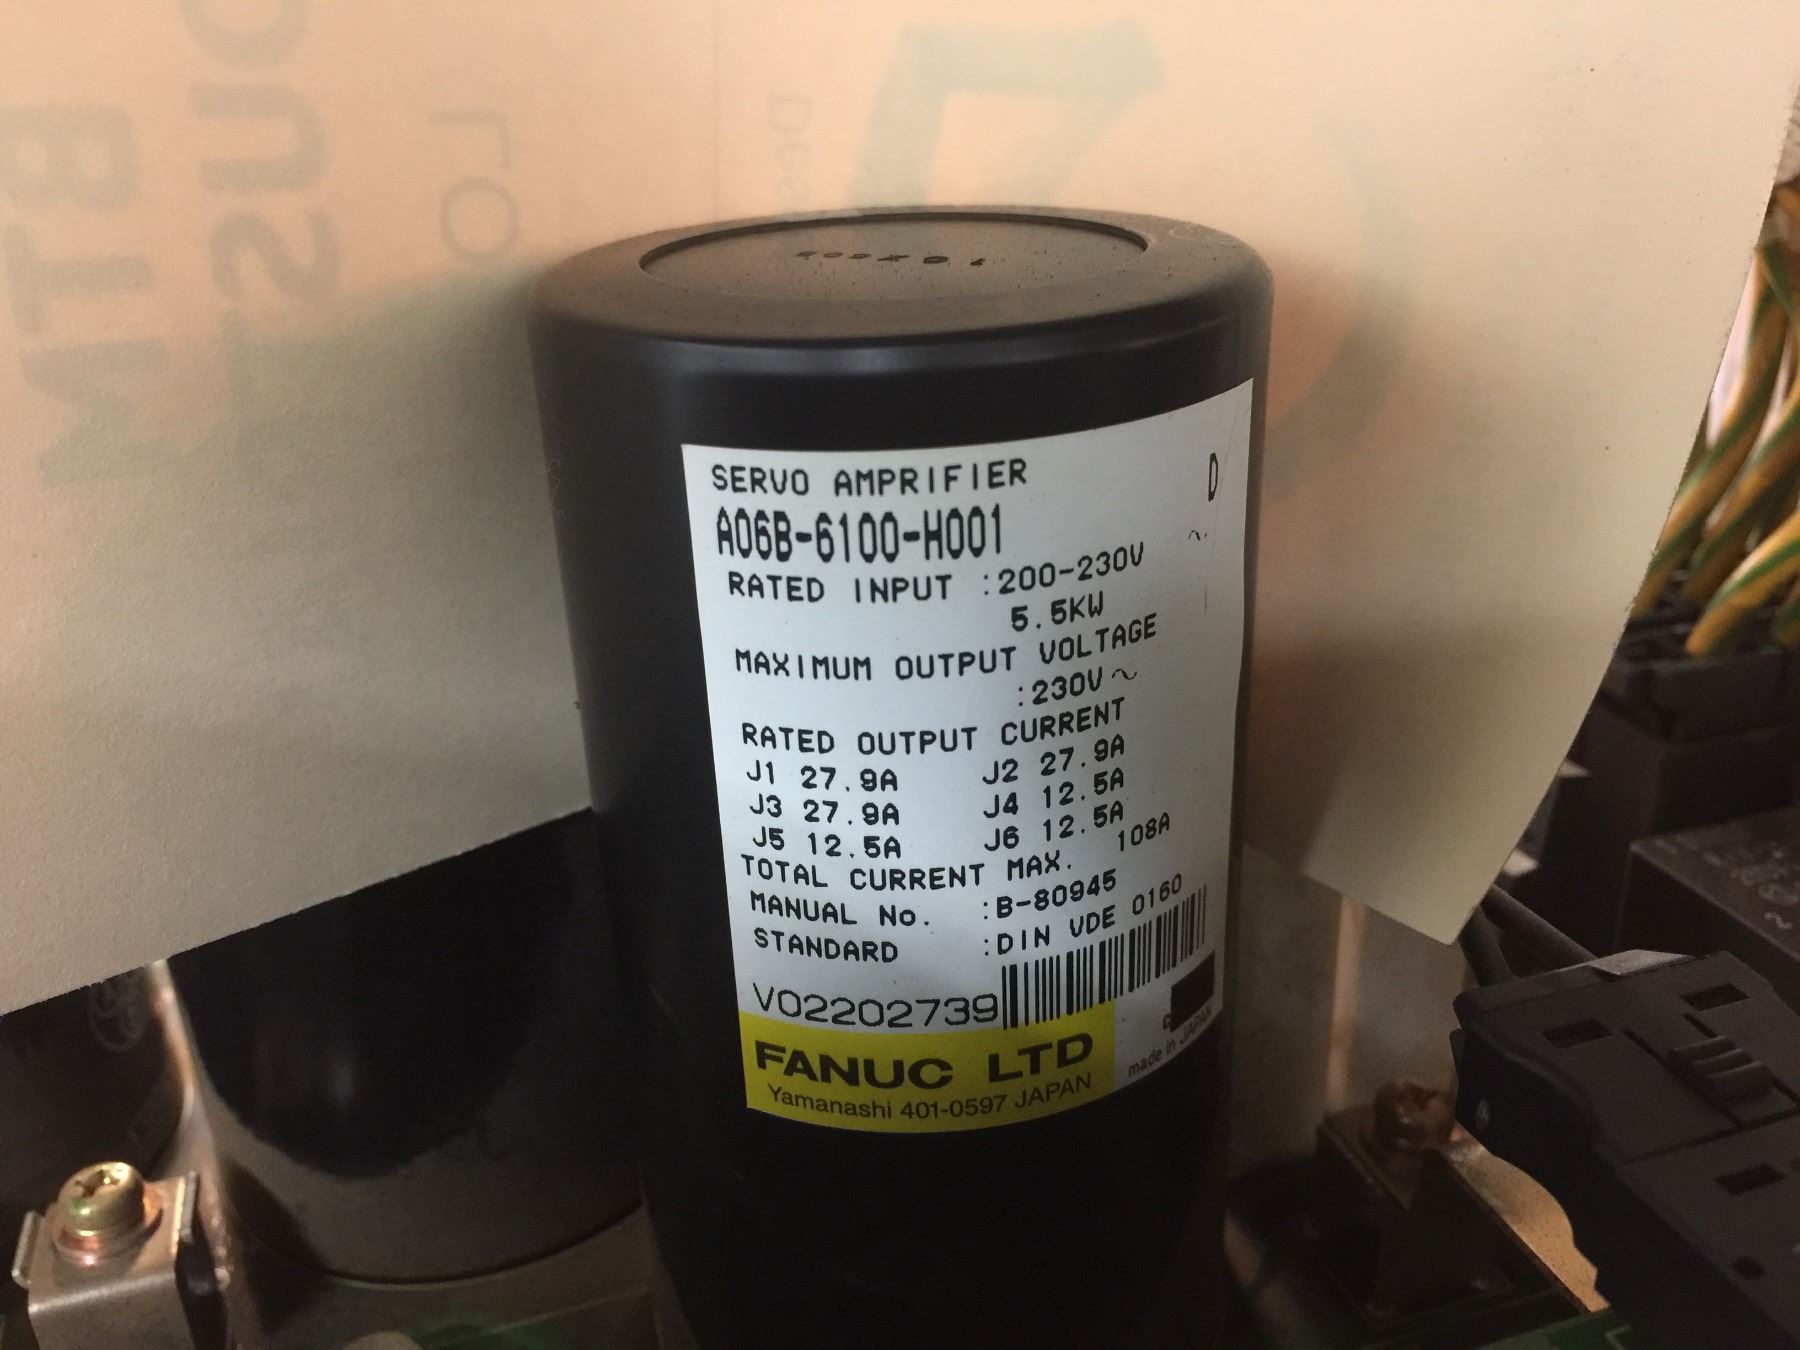 SERVO AMPRIFIER D
A06B-6100-H001
RATED INPUT :200-230V ~
5.5KW
MAXIMUM OUTPUT VOLTAGE
:230V~
RATED OUTPUT CURRENT
J1 27.9A J2 27.9A
J3 27.9A J4 12.5A
J5 12.5A J6 12.5A
TOTAL CURRENT MAX. 108A
MANUAL No. :B-80945
STANDARD :DIN VDE 0160
V02202739
FANUC LTD
Yamanashi 401-0597 JAPAN
made in JAPAN